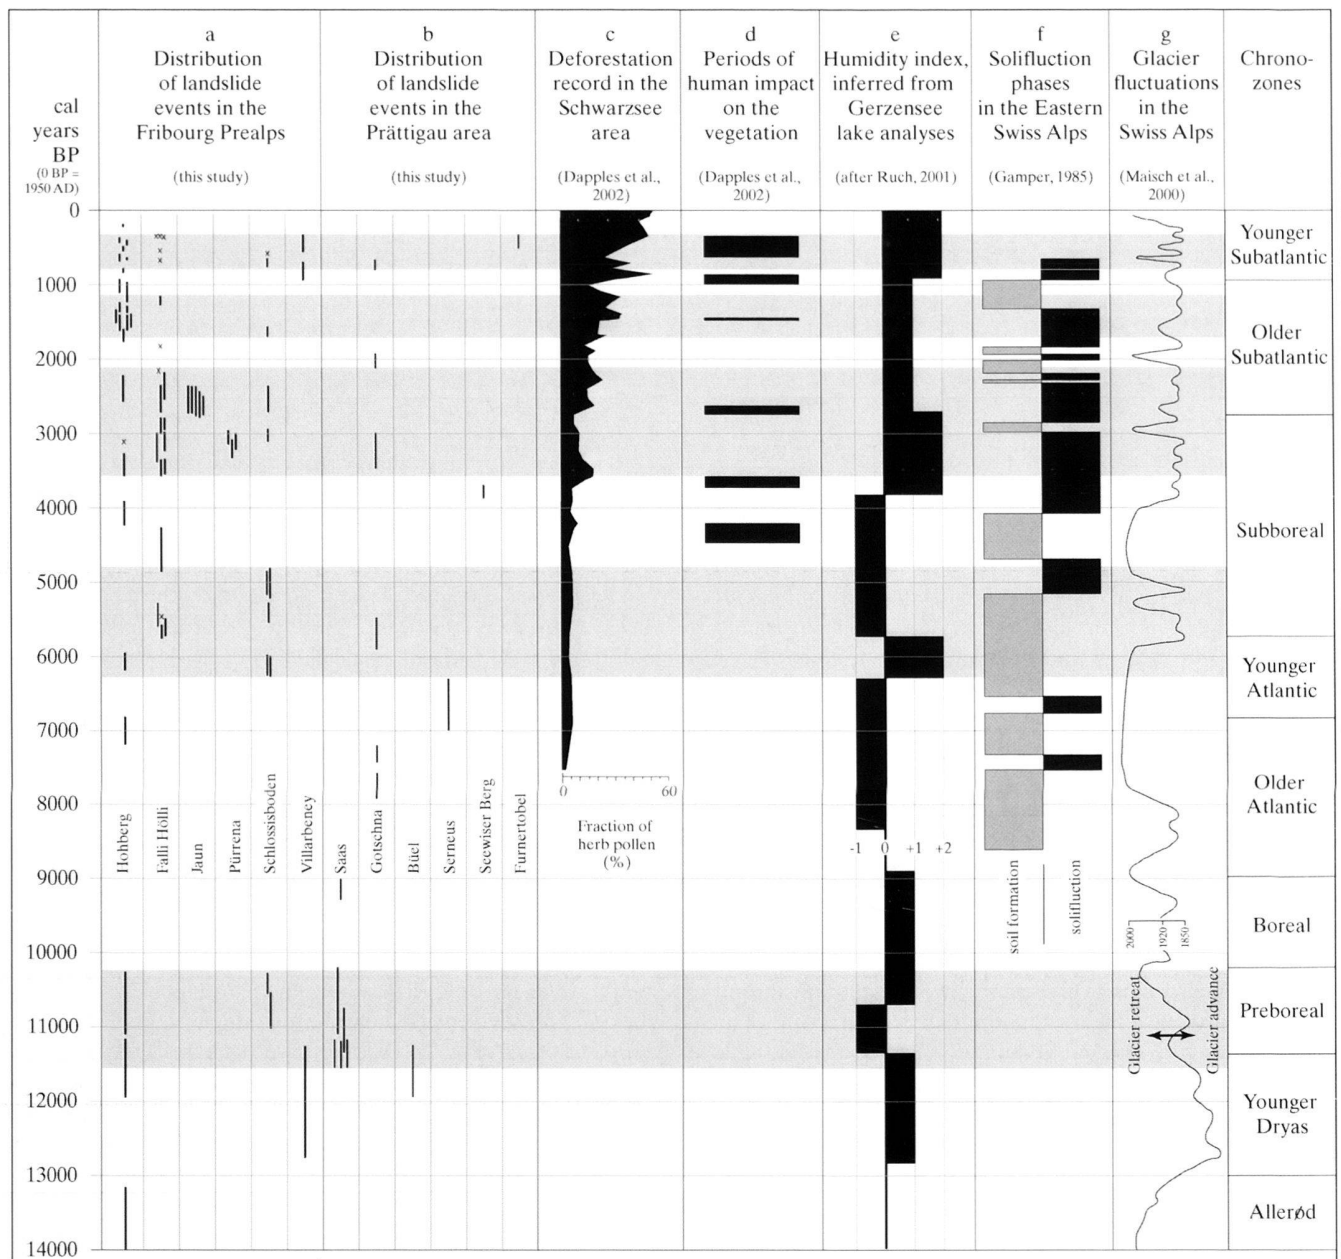 cal
years
BP
(0 BP =
1950 AD)
a
Distribution
of landslide
events in the
Fribourg Prealps
(this study)
b
Distribution
of landslide
events in the
Prättigau area
(this study)
c
Deforestation
record in the
Schwarzsee
area
(Dapples et al.,
2002)
d
Periods of
human impact
on the
vegetation
(Dapples et al.,
2002)
e
Humidity index,
inferred from
Gerzensee
lake analyses
(after Ruch, 2001)
f
Solifluction
phases
in the Eastern
Swiss Alps
(Gamper, 1985)
g
Glacier
fluctuations
in the
Swiss Alps
(Maisch et al.,
2000)
Chrono-
zones
0
1000
2000
3000
4000
5000
6000
7000
8000
9000
10000
11000
12000
13000
14000
Hohberg
Falli Hölli
Jaun
Pürrena
Schlossisboden
Villarbeney
Saas
Gotschna
Büel
Serneus
Seewiser Berg
Furnertobel
0 60
Fraction of
herb pollen
(%)
-1 0 +1 +2
soil formation
solifluction
2000
1920
1850
Glacier retreat
Glacier advance
Younger
Subatlantic
Older
Subatlantic
Subboreal
Younger
Atlantic
Older
Atlantic
Boreal
Preboreal
Younger
Dryas
Allerød